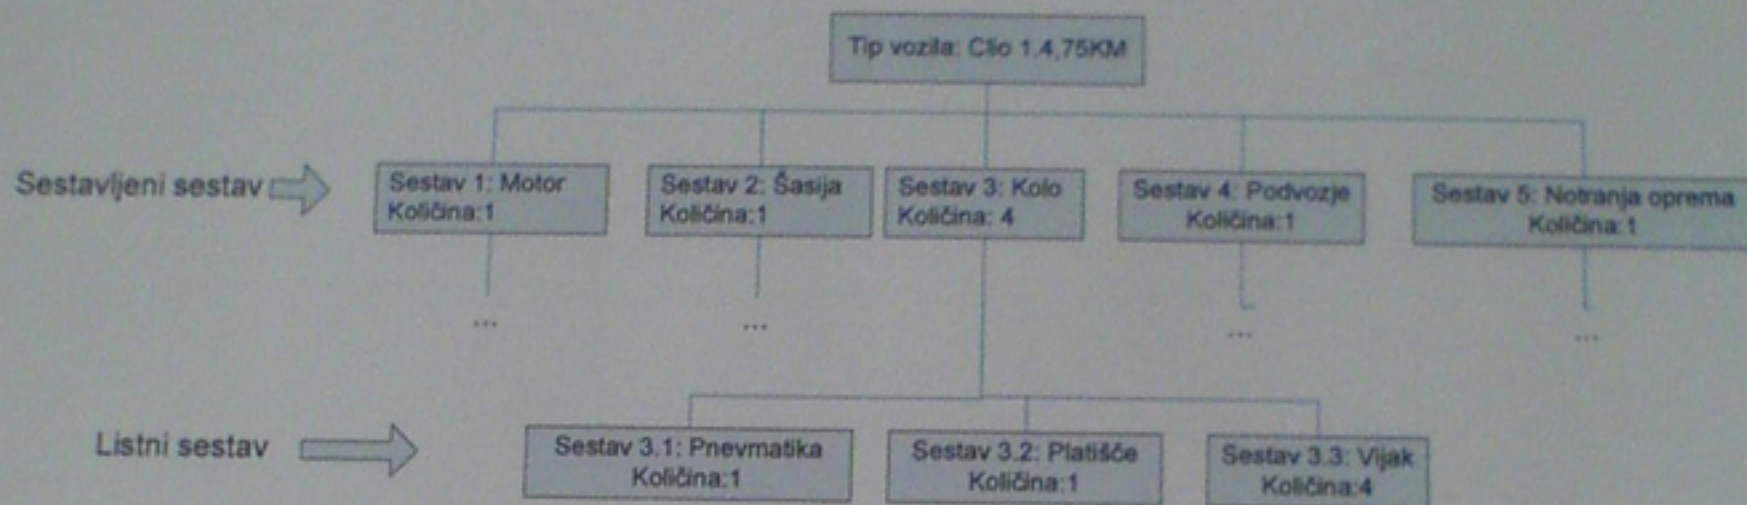 Tip vozila: Clio 1.4,75KM
Sestavljeni sestav
Sestav 1: Motor
Količina:1
Sestav 2: Šasija
Količina:1
Sestav 3: Kolo
Količina: 4
Sestav 4: Podvozje
Količina:1
Sestav 5: Notranja oprema
Količina:1
...
...
...
...
Listni sestav
Sestav 3.1: Pnevmatika
Količina:1
Sestav 3.2: Platišče
Količina:1
Sestav 3.3: Vijak
Količina:4